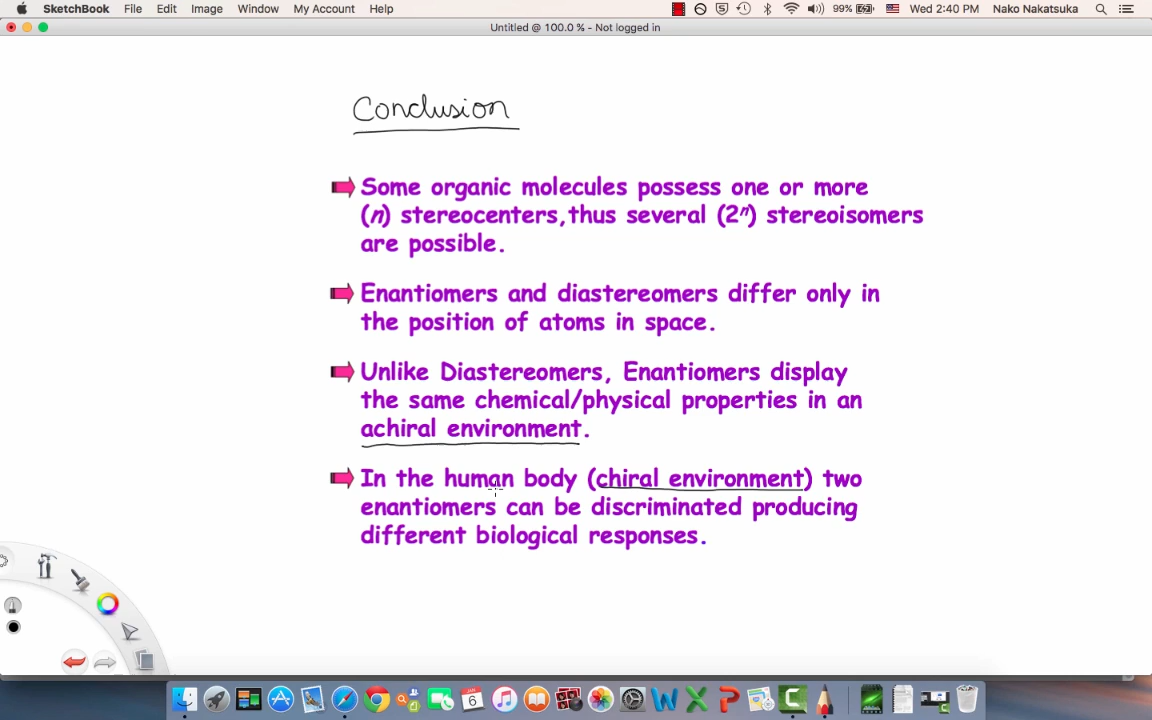 SketchBook File Edit Image Window My Account Help 99% Wed 2:40 PM Nako Nakatsuka
Untitled @ 100.0 % - Not logged in
Conclusion
Some organic molecules possess one or more
(n) stereocenters,thus several (2ⁿ) stereoisomers
are possible.
Enantiomers and diastereomers differ only in
the position of atoms in space.
Unlike Diastereomers, Enantiomers display
the same chemical/physical properties in an
achiral environment.
In the human body (chiral environment) two
enantiomers can be discriminated producing
different biological responses.